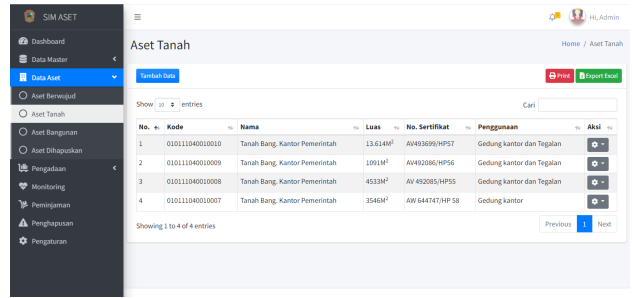 SIM ASET
Hi, Admin
Dashboard
Data Master
Data Aset
Aset Berwujud
Aset Tanah
Aset Bangunan
Aset Dihapuskan
Pengadaan
Monitoring
Peminjaman
Penghapusan
Pengaturan
Aset Tanah
Home / Aset Tanah
Tambah Data
Print
Export Excel
Show 10 entries
Cari
No. Kode Nama Luas No. Sertifikat Penggunaan Aksi
1 010111040010010 Tanah Bang. Kantor Pemerintah 13.614M² AV493699/HP57 Gedung kantor dan Tegalan
2 010111040010009 Tanah Bang. Kantor Pemerintah 1091M² AV492086/HP56 Gedung kantor dan Tegalan
3 010111040010008 Tanah Bang. Kantor Pemerintah 4533M² AV 492085/HP55 Gedung kantor dan Tegalan
4 010111040010007 Tanah Bang. Kantor Pemerintah 3546M² AW 644747/HP 58 Gedung kantor
Showing 1 to 4 of 4 entries
Previous 1 Next